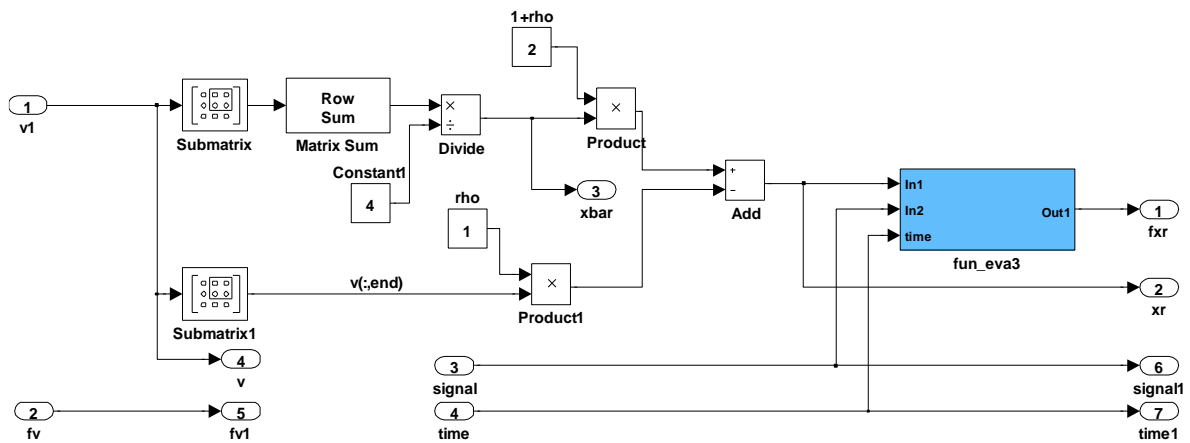 1+rho
2
1
v1
Submatrix
Row
Sum
Matrix Sum
×
÷
Divide
×
Product
Constant1
4
3
xbar
+
−
Add
In1
In2
time
Out1
fun_eva3
1
fxr
rho
1
v(:,end)
Submatrix1
×
Product1
2
xr
4
v
3
signal
6
signal1
2
fv
5
fv1
4
time
7
time1